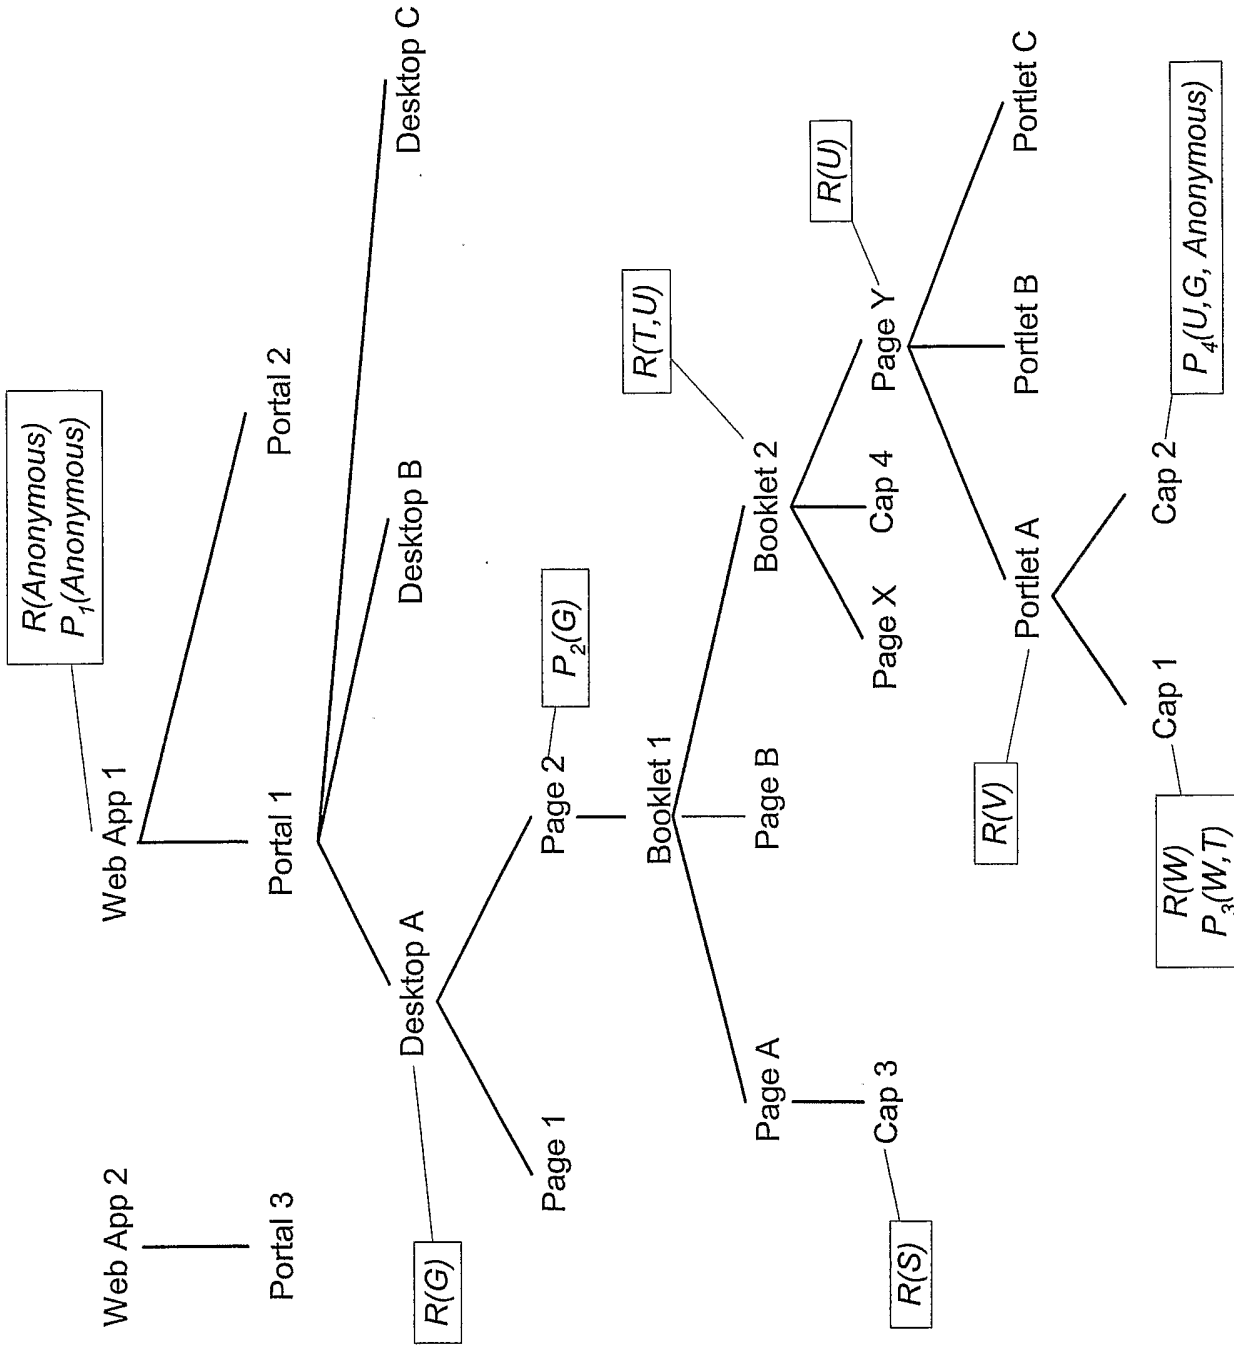 R(Anonymous)
P1(Anonymous)
Web App 2
Web App 1
Portal 3
Portal 1
Portal 2
R(G)
Desktop A
Desktop B
Desktop C
Page 1
Page 2
P2(G)
Booklet 1
R(T,U)
Page A
Page B
Booklet 2
R(U)
R(S)
Cap 3
Page X
Cap 4
Page Y
R(V)
Portlet A
Portlet B
Portlet C
R(W)
P3(W,T)
Cap 1
Cap 2
P4(U,G, Anonymous)